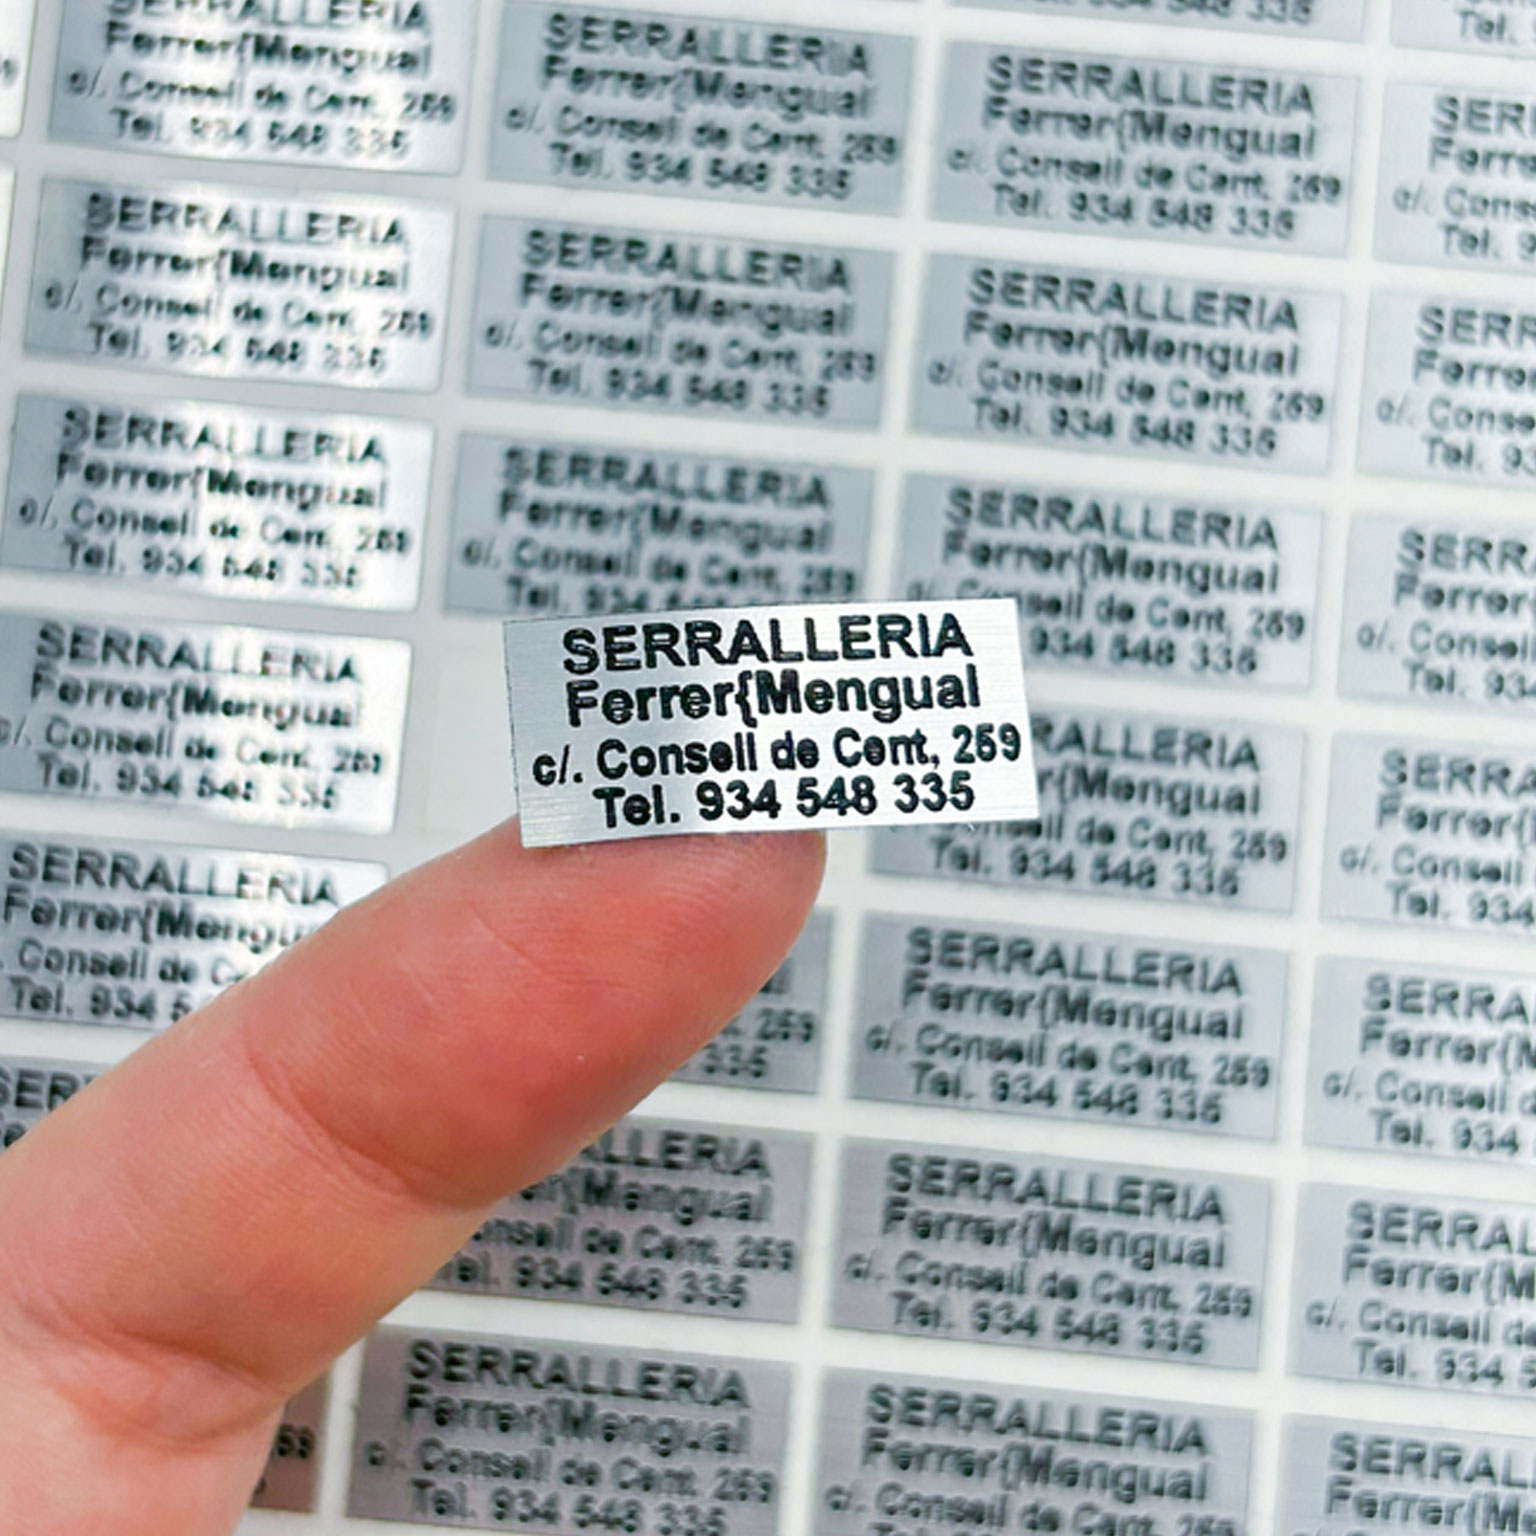 SERRALLERIA
Ferrer{Mengual
c/. Consell de Cent, 259
Tel. 934 548 335